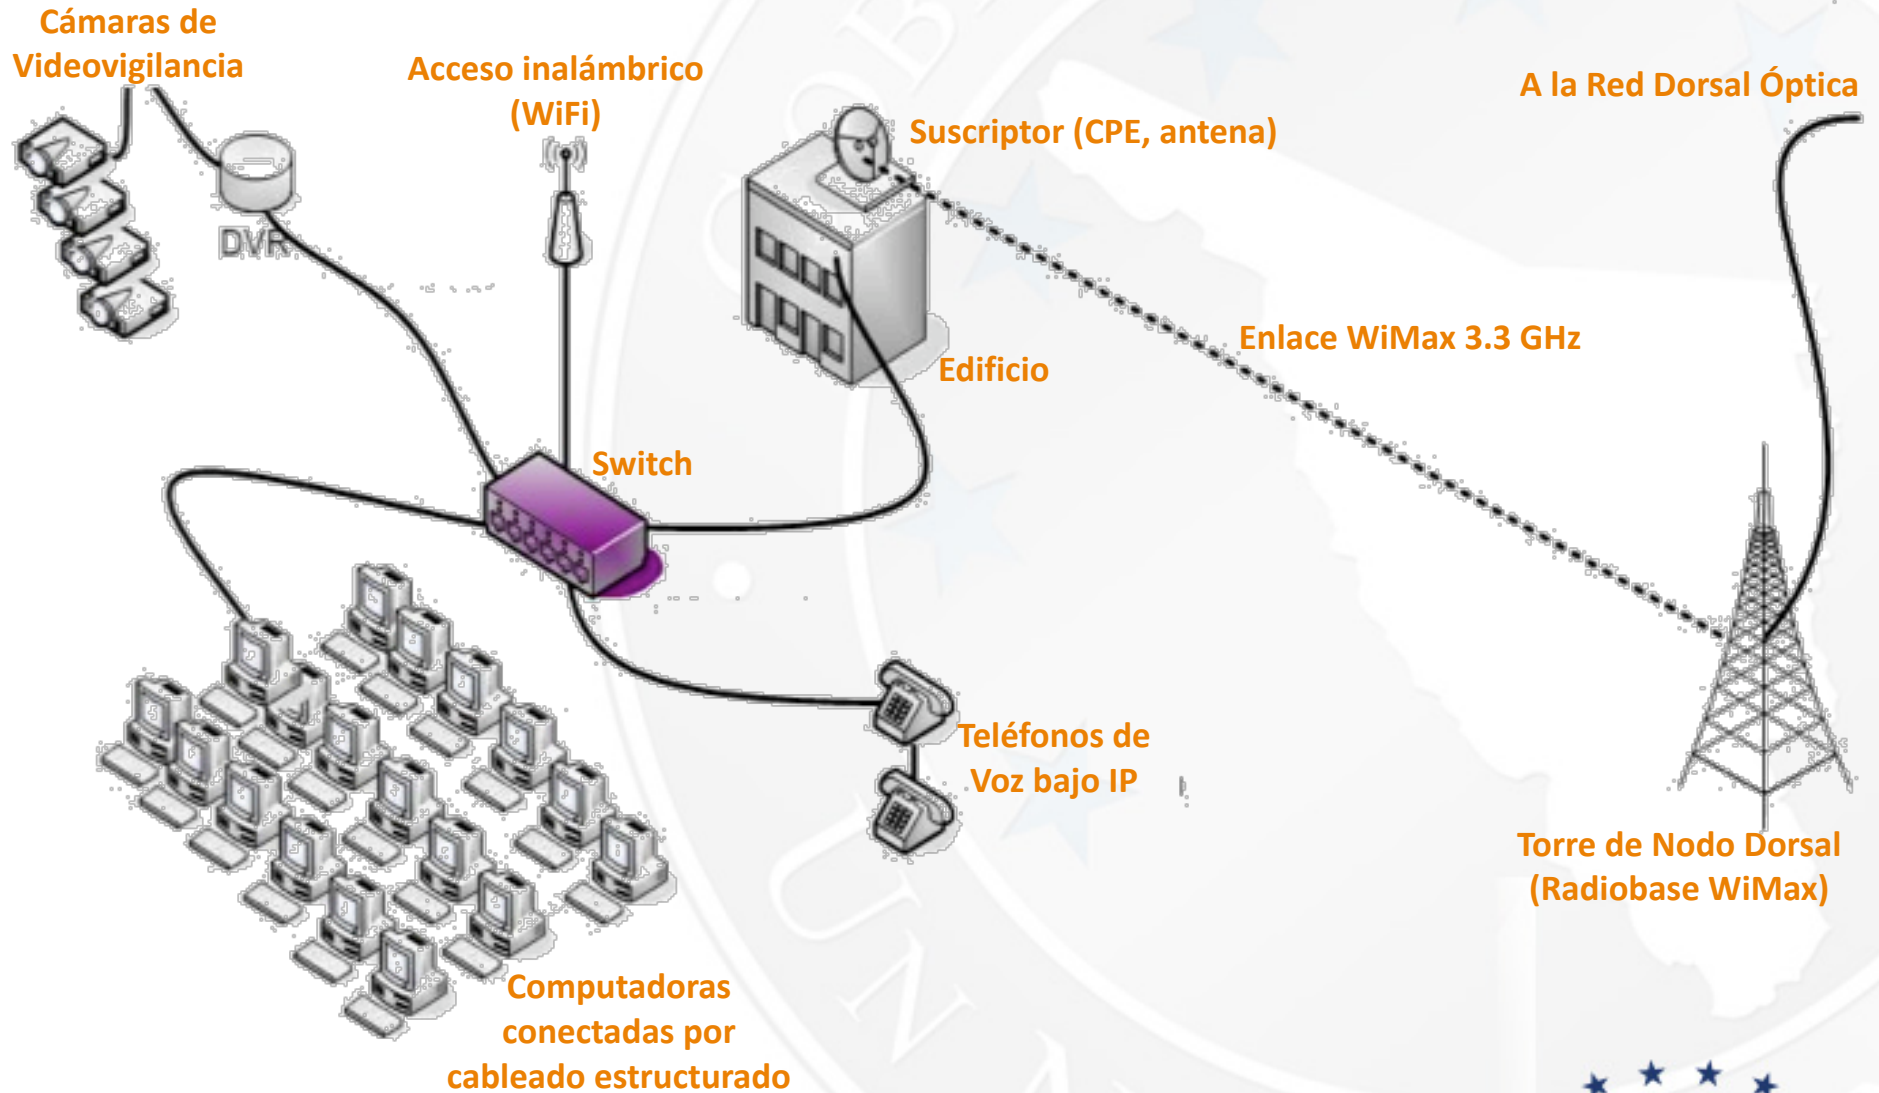 Cámaras de
Videovigilancia
Acceso inalámbrico
(WiFi)
Suscriptor (CPE, antena)
A la Red Dorsal Óptica
DVR
Enlace WiMax 3.3 GHz
Edificio
Switch
Teléfonos de
Voz bajo IP
Torre de Nodo Dorsal
(Radiobase WiMax)
Computadoras
conectadas por
cableado estructurado